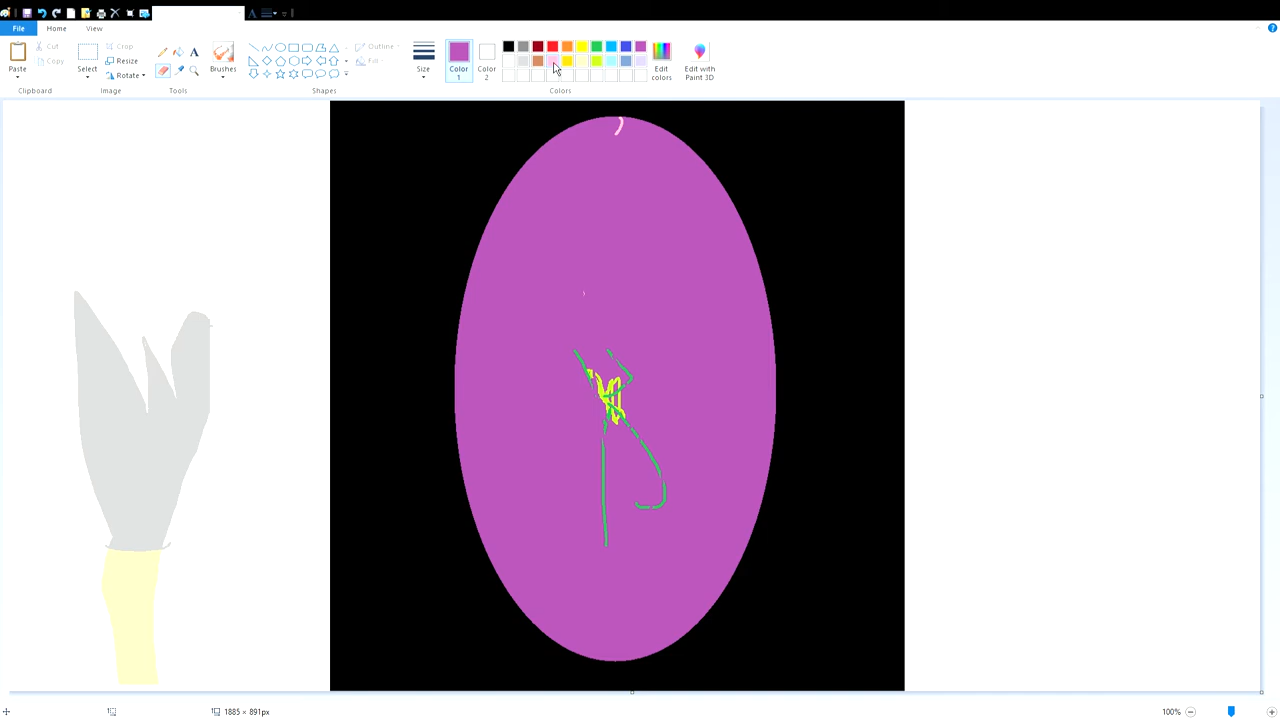 File Home View
Paste
Cut
Copy
Clipboard
Select
Crop
Resize
Rotate
Image
A
Tools
Brushes
Outline
Fill
Shapes
Size
Color
1
Color
2
Colors
Edit
colors
Edit with
Paint 3D
1885 × 891px
100%